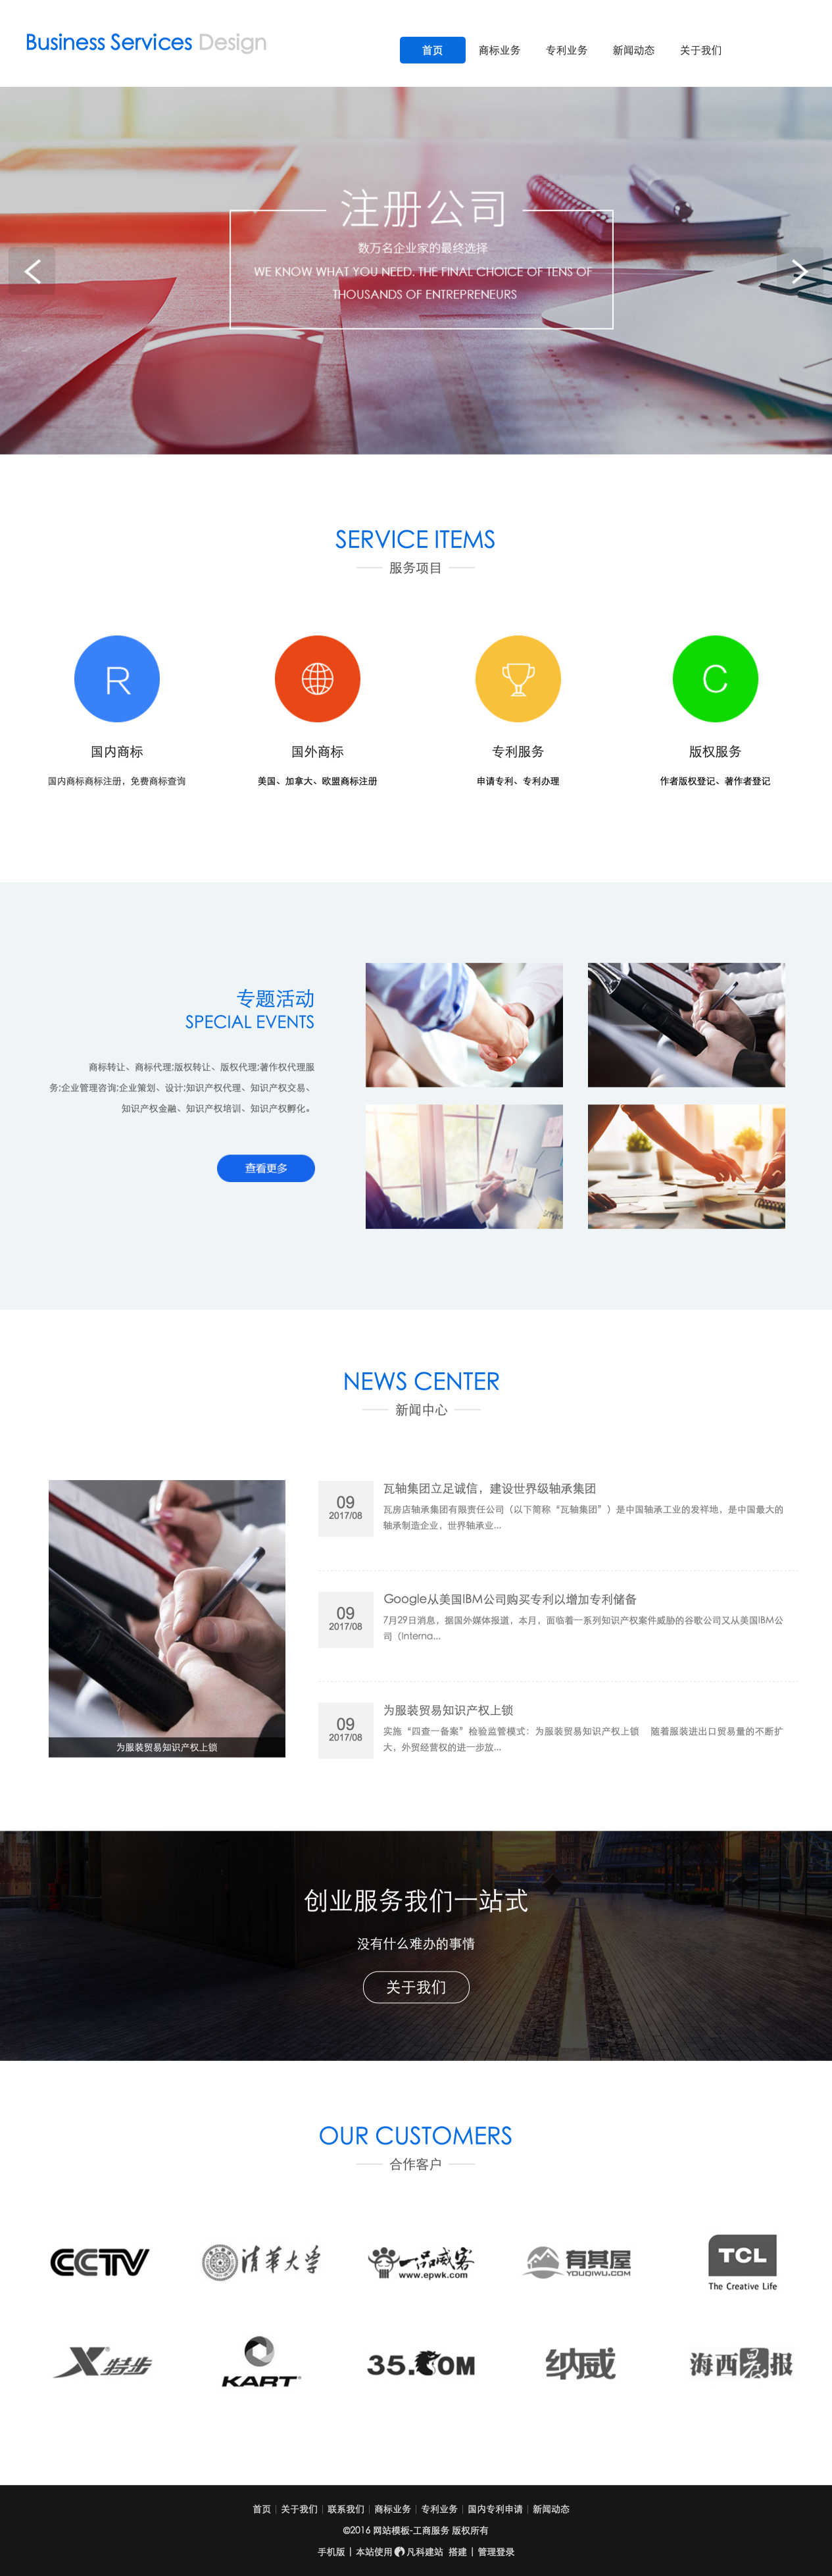 Business Services Design
首页 商标业务 专利业务 新闻动态 关于我们
注册公司
数万名企业家的最终选择
WE KNOW WHAT YOU NEED. THE FINAL CHOICE OF TENS OF
THOUSANDS OF ENTREPRENEURS
SERVICE ITEMS
服务项目
R
C
国内商标 国外商标 专利服务 版权服务
国内商标商标注册，免费商标查询 美国、加拿大、欧盟商标注册 申请专利、专利办理 作者版权登记、著作者登记
专题活动
SPECIAL EVENTS
商标转让、商标代理;版权转让、版权代理;著作权代理服
务;企业管理咨询;企业策划、设计;知识产权代理、知识产权交易、
知识产权金融、知识产权培训、知识产权孵化。
查看更多
NEWS CENTER
新闻中心
为服装贸易知识产权上锁
09
2017/08
瓦轴集团立足诚信，建设世界级轴承集团
瓦房店轴承集团有限责任公司（以下简称“瓦轴集团”）是中国轴承工业的发祥地，是中国最大的
轴承制造企业，世界轴承业...
09
2017/08
Google从美国IBM公司购买专利以增加专利储备
7月29日消息，据国外媒体报道，本月，面临着一系列知识产权案件威胁的谷歌公司又从美国IBM公
司（Interna...
09
2017/08
为服装贸易知识产权上锁
实施“四查一备案”检验监管模式：为服装贸易知识产权上锁 随着服装进出口贸易量的不断扩
大，外贸经营权的进一步放...
创业服务我们一站式
没有什么难办的事情
关于我们
OUR CUSTOMERS
合作客户
CCTV 清华大学 一品威客 有其屋 TCL
www.epwk.com YOUQIWU.COM The Creative Life
X特步 KART 35.COM 纳威 海西晨报
首页 | 关于我们 | 联系我们 | 商标业务 | 专利业务 | 国内专利申请 | 新闻动态
©2016 网站模板-工商服务 版权所有
手机版 | 本站使用 凡科建站 搭建 | 管理登录